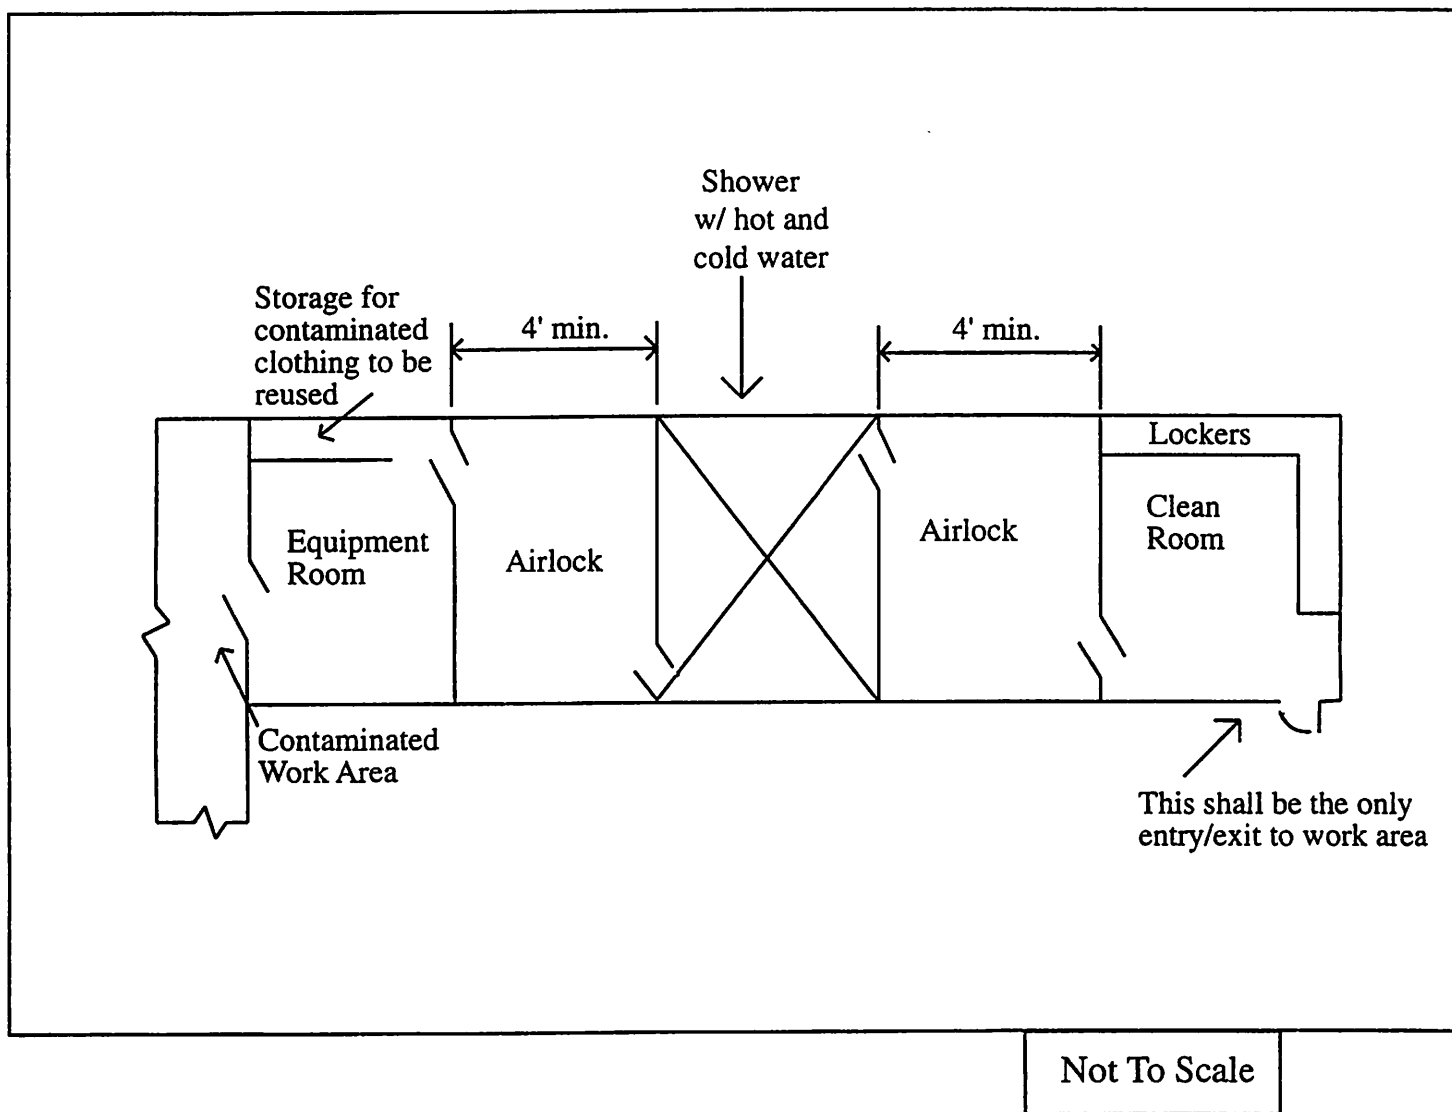 Shower
w/ hot and
cold water
Storage for
contaminated
clothing to be
reused
4' min.
4' min.
Lockers
Clean
Room
Equipment
Room
Airlock
Airlock
Contaminated
Work Area
This shall be the only
entry/exit to work area
Not To Scale